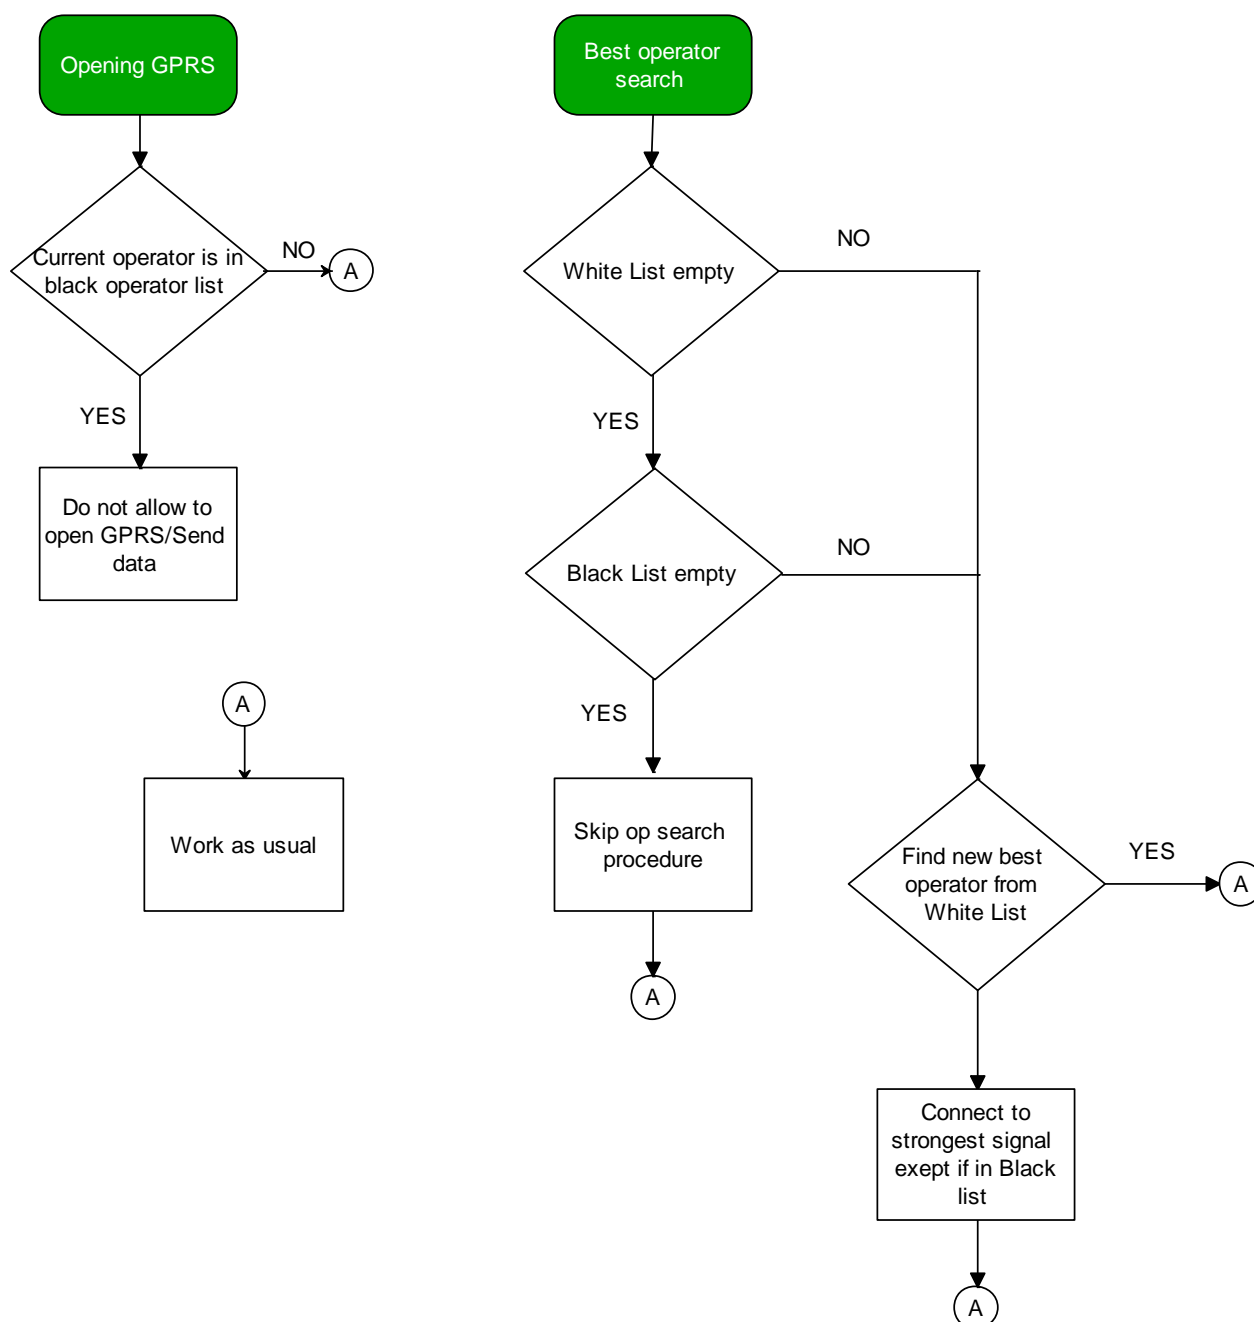 Opening GPRS
Current operator is in
black operator list
NO
A
YES
Do not allow to
open GPRS/Send
data
A
Work as usual
Best operator
search
White List empty
NO
YES
Black List empty
NO
YES
Skip op search
procedure
A
Find new best
operator from
White List
YES
A
Connect to
strongest signal
exept if in Black
list
A